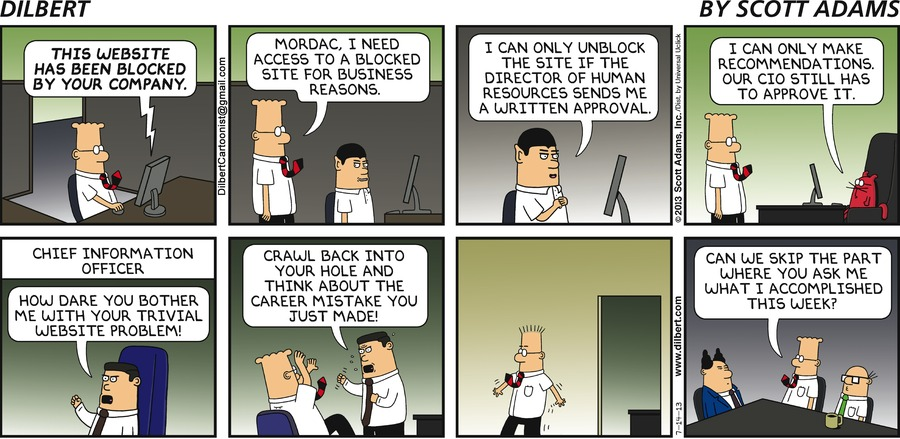 DILBERT
BY SCOTT ADAMS
THIS WEBSITE
HAS BEEN BLOCKED
BY YOUR COMPANY.
DilbertCartoonist@gmail.com
MORDAC, I NEED
ACCESS TO A BLOCKED
SITE FOR BUSINESS
REASONS.
I CAN ONLY UNBLOCK
THE SITE IF THE
DIRECTOR OF HUMAN
RESOURCES SENDS ME
A WRITTEN APPROVAL.
©2013 Scott Adams, Inc. /Dist. by Universal Uclick
I CAN ONLY MAKE
RECOMMENDATIONS.
OUR CIO STILL HAS
TO APPROVE IT.
CHIEF INFORMATION
OFFICER
HOW DARE YOU BOTHER
ME WITH YOUR TRIVIAL
WEBSITE PROBLEM!
CRAWL BACK INTO
YOUR HOLE AND
THINK ABOUT THE
CAREER MISTAKE YOU
JUST MADE!
7-14-13
www.dilbert.com
CAN WE SKIP THE PART
WHERE YOU ASK ME
WHAT I ACCOMPLISHED
THIS WEEK?